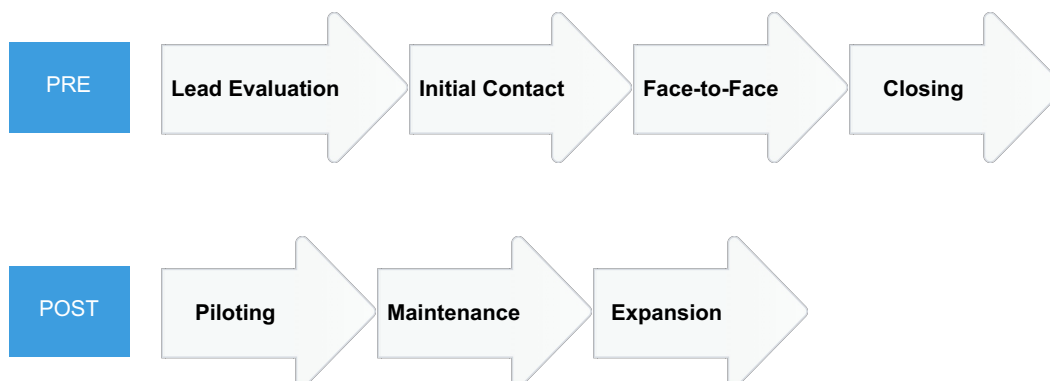 PRE
Lead Evaluation
Initial Contact
Face-to-Face
Closing
POST
Piloting
Maintenance
Expansion